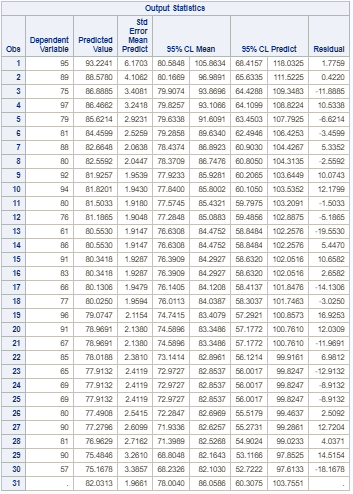 Output Statistics
Obs Dependent Variable Predicted Value Std Error Mean Predict 95% CL Mean 95% CL Predict Residual
1 95 93.2241 6.1703 80.5848 105.8634 68.4157 118.0325 1.7759
2 89 88.5780 4.1062 80.1669 96.9891 65.6335 111.5225 0.4220
3 75 86.8885 3.4081 79.9074 93.8696 64.4288 109.3483 -11.8885
4 97 86.4662 3.2418 79.8257 93.1066 64.1099 108.8224 10.5338
5 79 85.6214 2.9231 79.6338 91.6091 63.4503 107.7925 -6.6214
6 81 84.4599 2.5259 79.2858 89.6340 62.4946 106.4253 -3.4599
7 88 82.6648 2.0638 78.4374 86.8923 60.9030 104.4267 5.3352
8 80 82.5592 2.0447 78.3709 86.7476 60.8050 104.3135 -2.5592
9 92 81.9257 1.9539 77.9233 85.9281 60.2065 103.6449 10.0743
10 94 81.8201 1.9430 77.8400 85.8002 60.1050 103.5352 12.1799
11 80 81.5033 1.9180 77.5745 85.4321 59.7975 103.2091 -1.5033
12 76 81.1865 1.9048 77.2848 85.0883 59.4856 102.8875 -5.1865
13 61 80.5530 1.9147 76.6308 84.4752 58.8484 102.2576 -19.5530
14 86 80.5530 1.9147 76.6308 84.4752 58.8484 102.2576 5.4470
15 91 80.3418 1.9287 76.3909 84.2927 58.6320 102.0516 10.6582
16 83 80.3418 1.9287 76.3909 84.2927 58.6320 102.0516 2.6582
17 66 80.1306 1.9479 76.1405 84.1208 58.4137 101.8476 -14.1306
18 77 80.0250 1.9594 76.0113 84.0387 58.3037 101.7463 -3.0250
19 96 79.0747 2.1154 74.7415 83.4079 57.2921 100.8573 16.9253
20 91 78.9691 2.1380 74.5896 83.3486 57.1772 100.7610 12.0309
21 67 78.9691 2.1380 74.5896 83.3486 57.1772 100.7610 -11.9691
22 85 78.0188 2.3810 73.1414 82.8961 56.1214 99.9161 6.9812
23 65 77.9132 2.4119 72.9727 82.8537 56.0017 99.8247 -12.9132
24 69 77.9132 2.4119 72.9727 82.8537 56.0017 99.8247 -8.9132
25 69 77.9132 2.4119 72.9727 82.8537 56.0017 99.8247 -8.9132
26 80 77.4908 2.5415 72.2847 82.6969 55.5179 99.4637 2.5092
27 90 77.2796 2.6099 71.9336 82.6257 55.2731 99.2861 12.7204
28 81 76.9629 2.7162 71.3989 82.5268 54.9024 99.0233 4.0371
29 90 75.4846 3.2610 68.8048 82.1643 53.1166 97.8525 14.5154
30 57 75.1678 3.3857 68.2326 82.1030 52.7222 97.6133 -18.1678
31 . 82.0313 1.9661 78.0040 86.0586 60.3075 103.7551 .